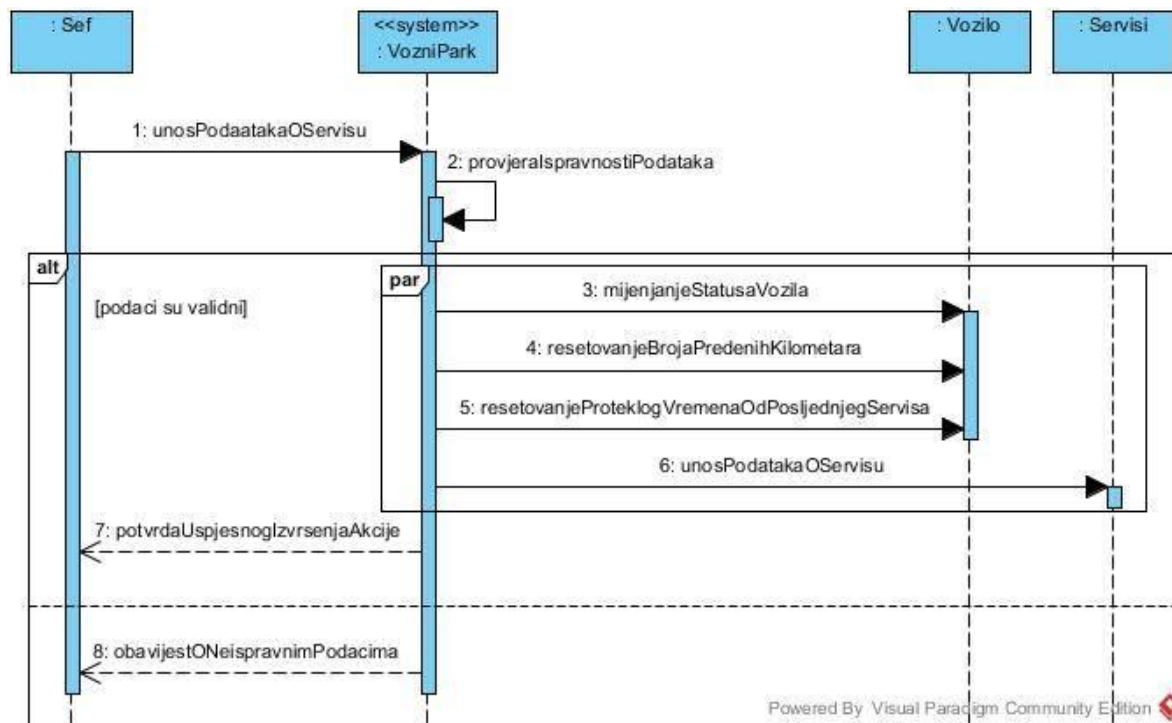 : Sef
<<system>>
: VozniPark
: Vozilo
: Servisi
1: unosPodaatakaOServisu
2: provjeraIspravnostiPodataka
alt
par
[podaci su validni]
3: mijenjanjeStatusaVozila
4: resetovanjeBrojaPredenihKilometara
5: resetovanjeProteklogVremenaOdPosljednjegServisa
6: unosPodatakaOServisu
7: potvrdaUspjesnogIzvrsenjaAkcije
8: obavijestONeispravnimPodacima
Powered By Visual Paradigm Community Edition